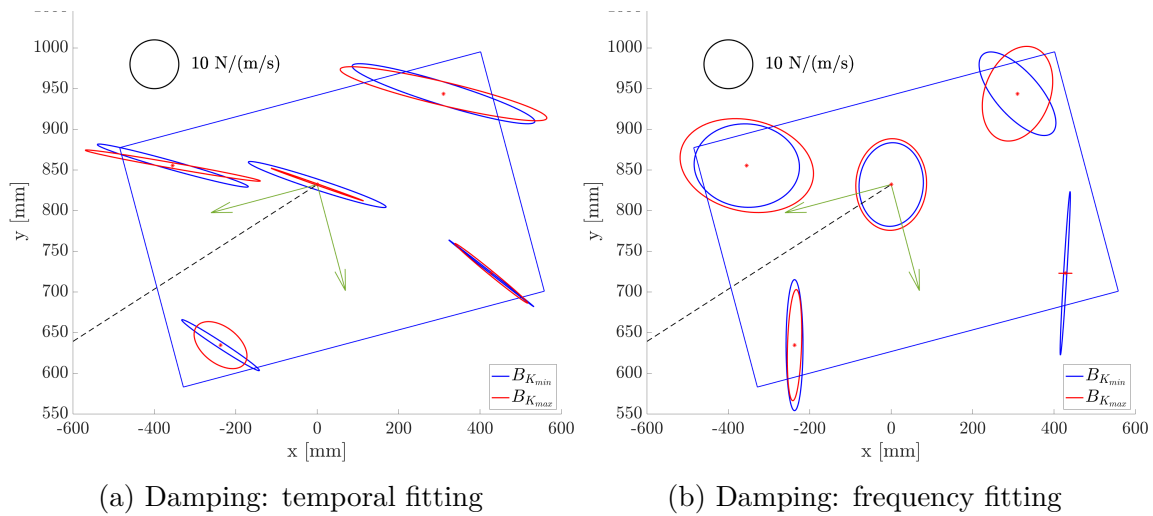 1000
950
900
850
800
750
700
650
600
550
y [mm]
10 N/(m/s)
B_{K_{min}}
B_{K_{max}}
-600 -400 -200 0 200 400 600
x [mm]
(a) Damping: temporal fitting
1000
950
900
850
800
750
700
650
600
550
y [mm]
10 N/(m/s)
B_{K_{min}}
B_{K_{max}}
-600 -400 -200 0 200 400 600
x [mm]
(b) Damping: frequency fitting